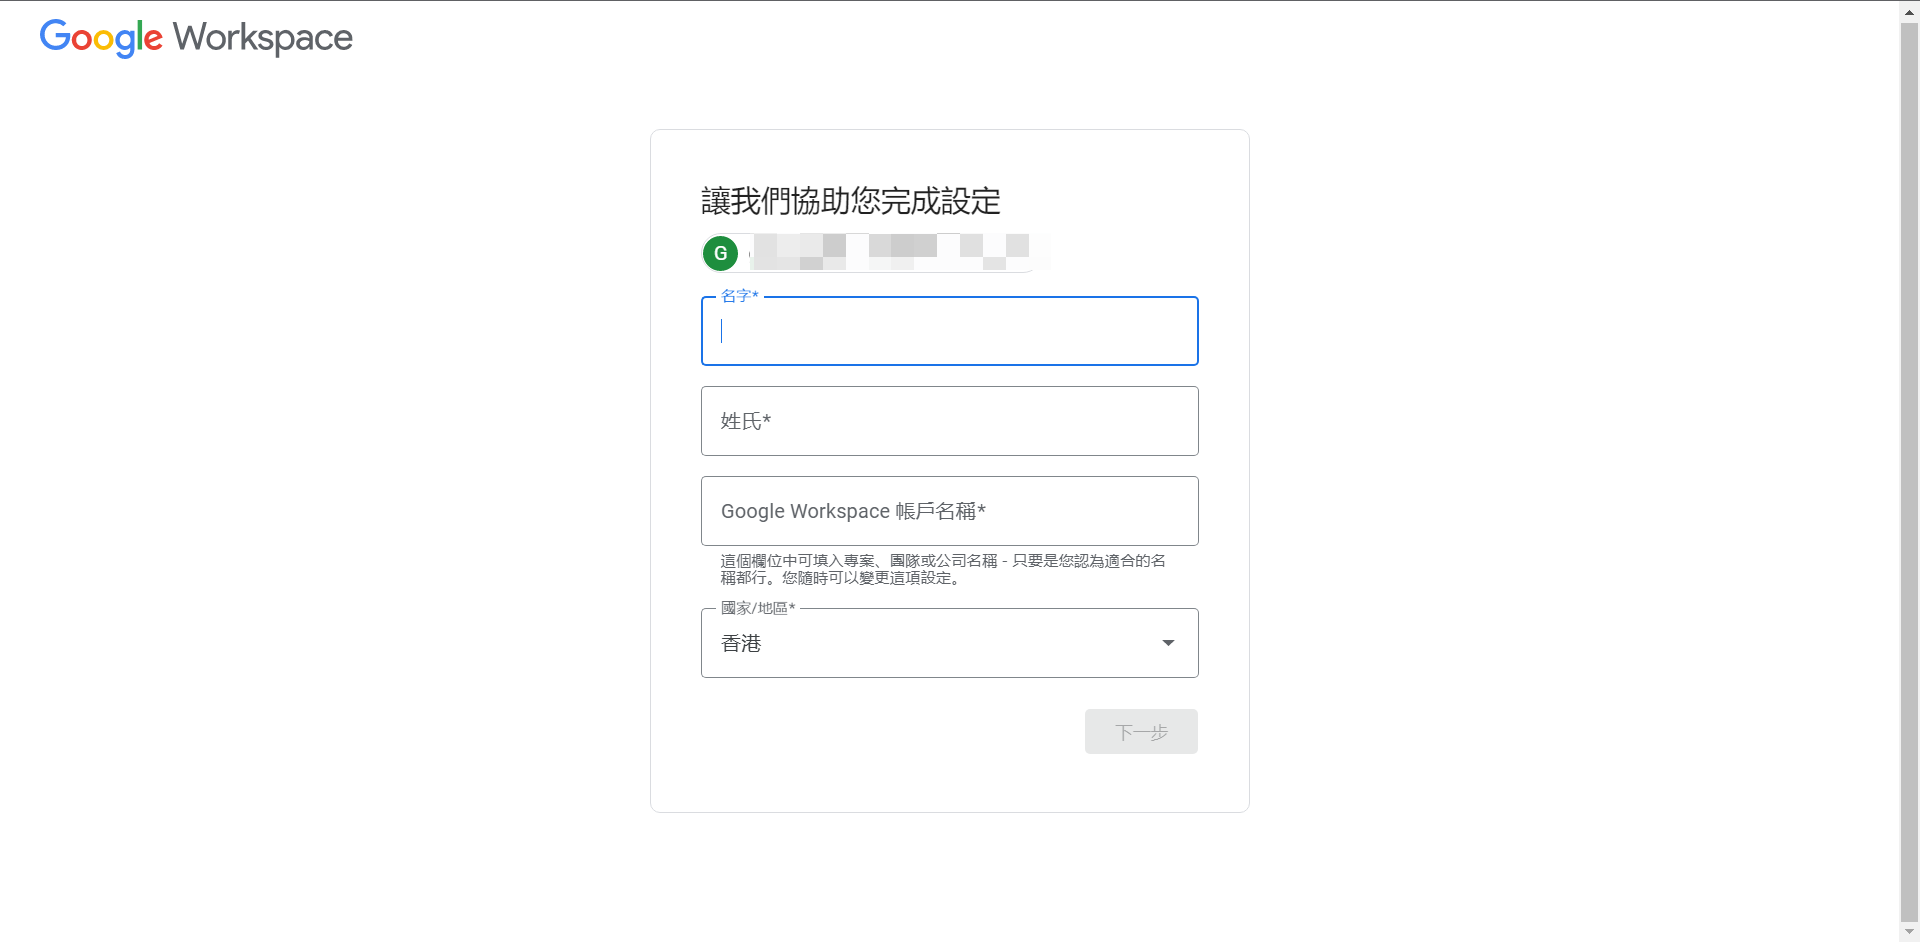 Google Workspace
讓我們協助您完成設定
G
名字*
姓氏*
Google Workspace 帳戶名稱*
這個欄位中可填入專案、團隊或公司名稱 - 只要是您認為適合的名
稱都行。您隨時可以變更這項設定。
國家/地區*
香港
下一步